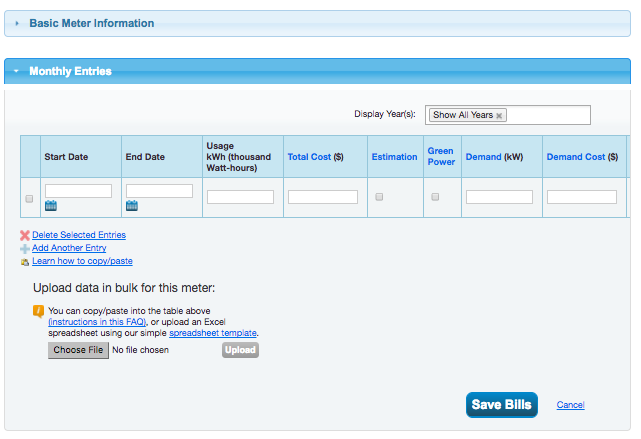 Basic Meter Information
Monthly Entries
Display Year(s):
Show All Years
Start Date
End Date
Usage
kWh (thousand
Watt-hours)
Total Cost ($)
Estimation
Green
Power
Demand (kW)
Demand Cost ($)
Delete Selected Entries
Add Another Entry
Learn how to copy/paste
Upload data in bulk for this meter:
You can copy/paste into the table above
(instructions in this FAQ), or upload an Excel
spreadsheet using our simple spreadsheet template.
Choose File No file chosen
Upload
Save Bills
Cancel